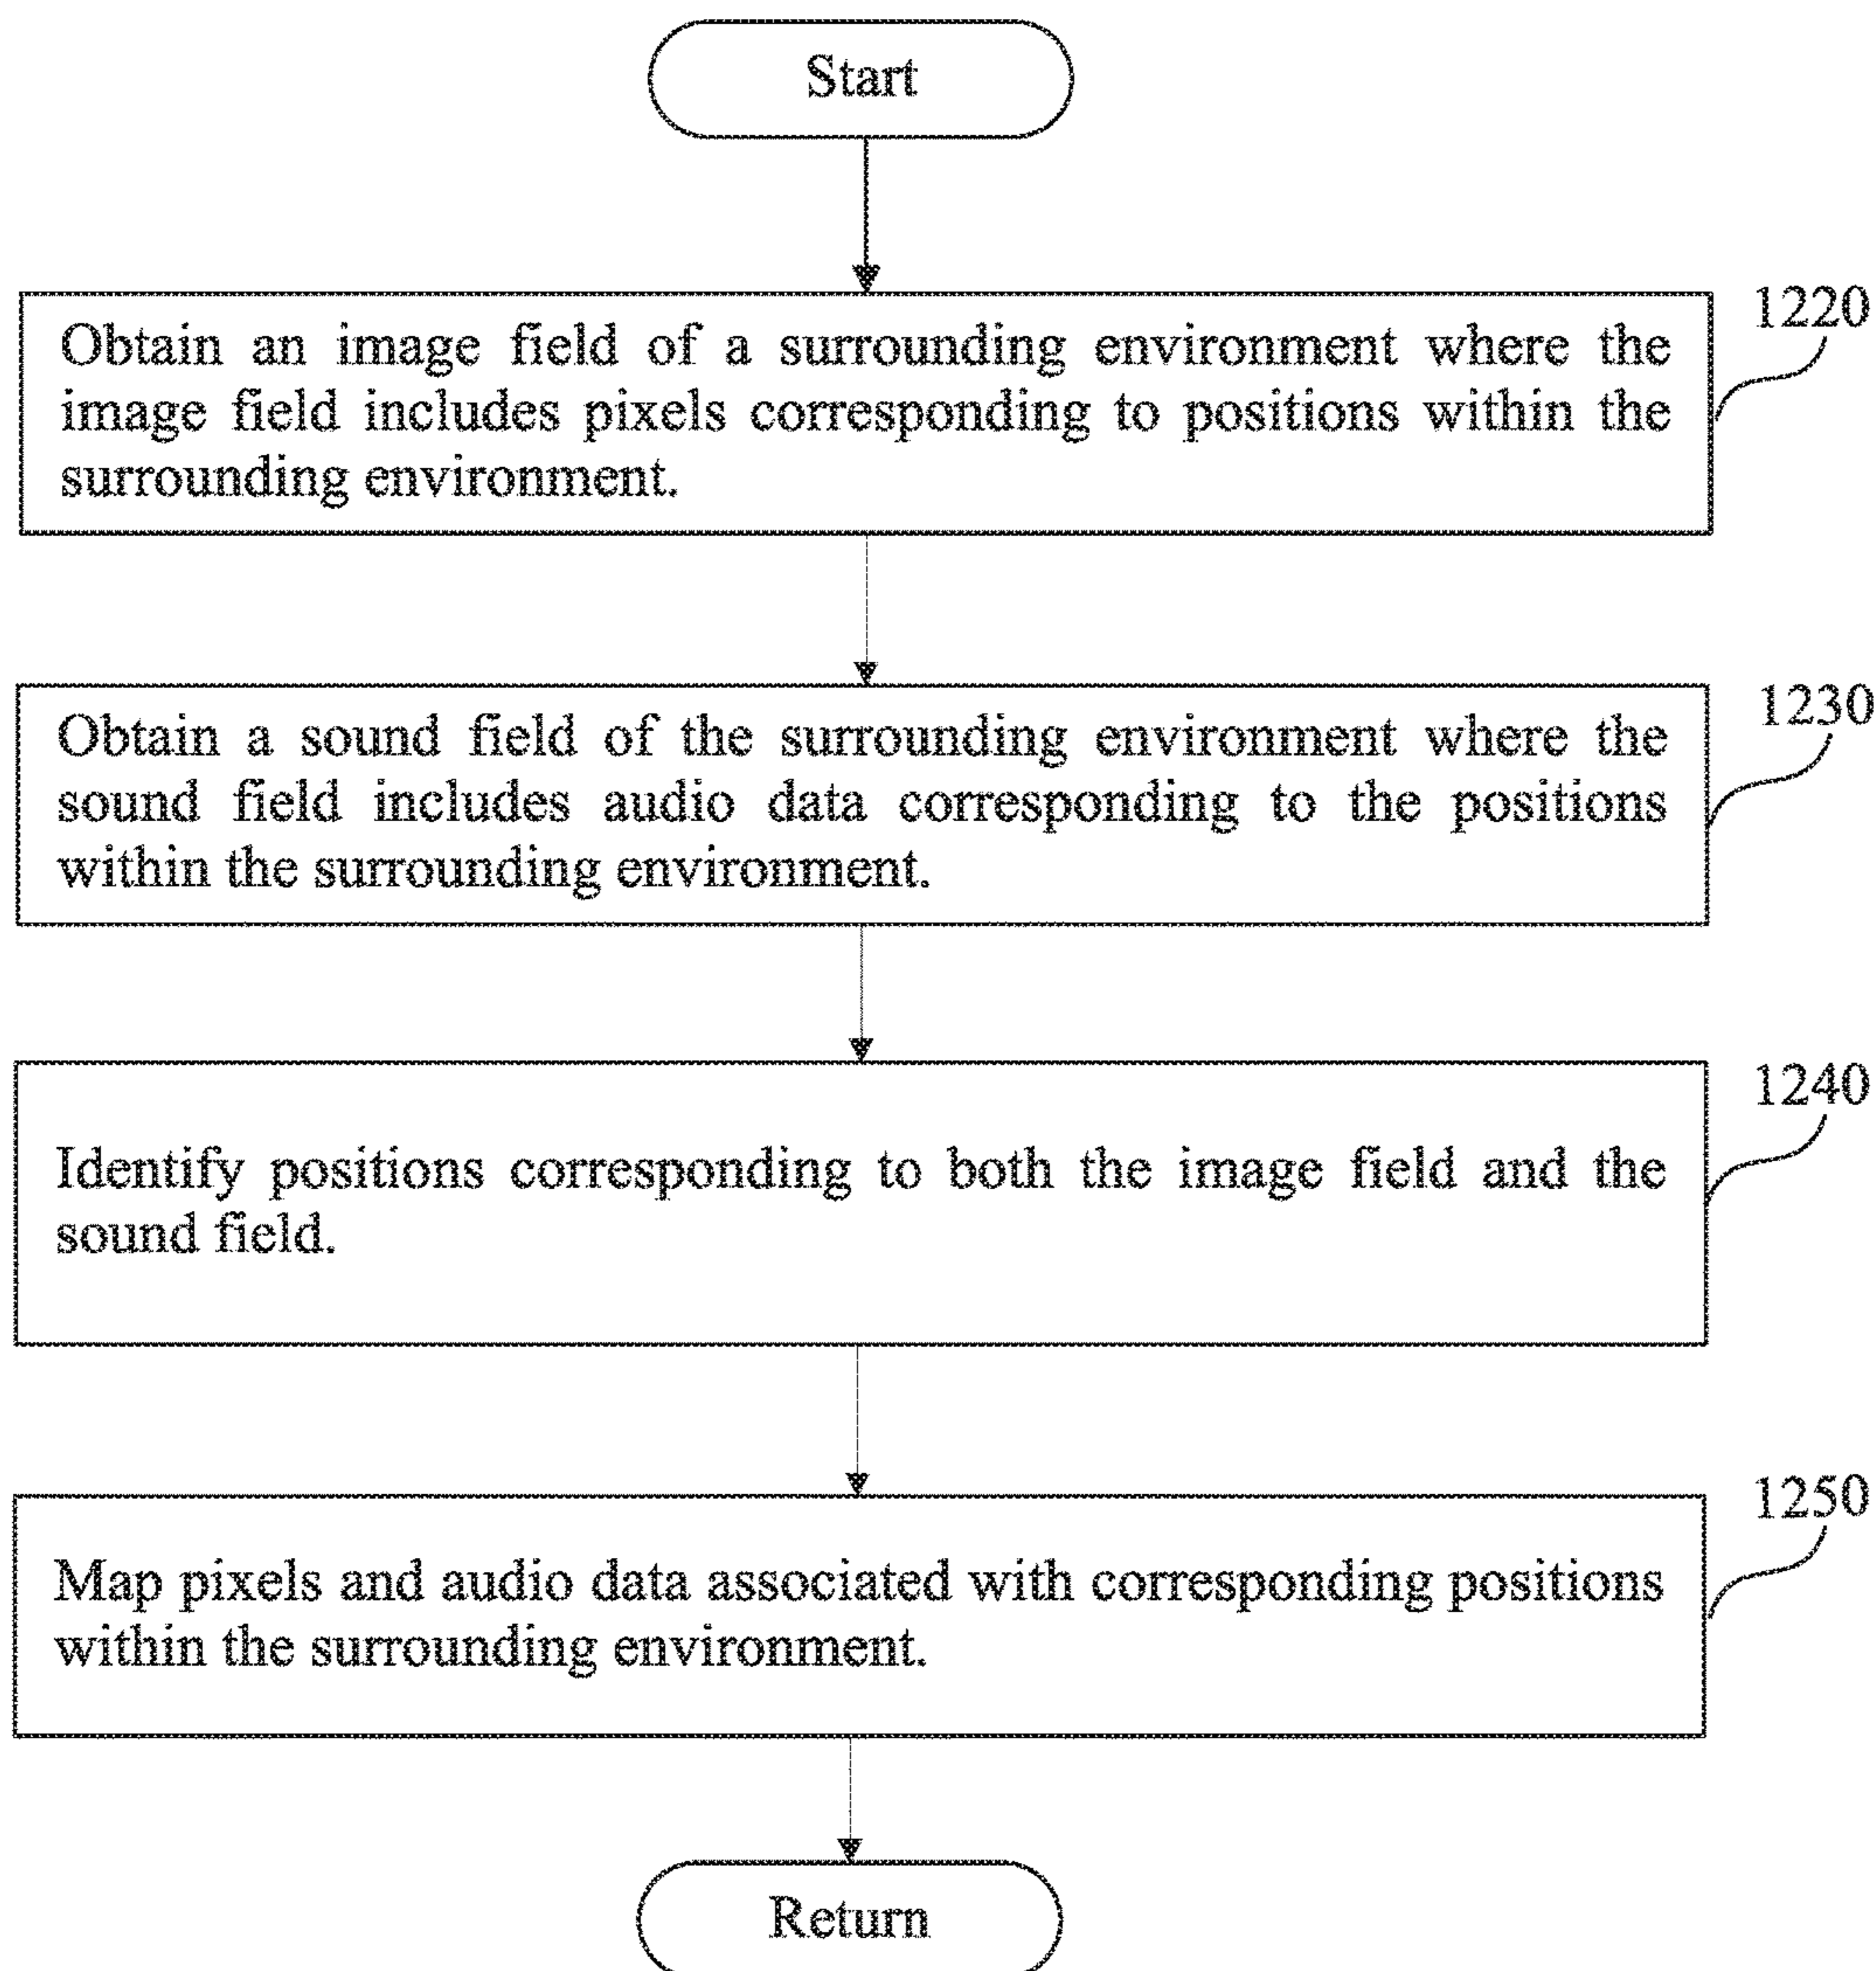 Start
1220
Obtain an image field of a surrounding environment where the
image field includes pixels corresponding to positions within the
surrounding environment.
1230
Obtain a sound field of the surrounding environment where the
sound field includes audio data corresponding to the positions
within the surrounding environment.
1240
Identify positions corresponding to both the image field and the
sound field.
1250
Map pixels and audio data associated with corresponding positions
within the surrounding environment.
Return